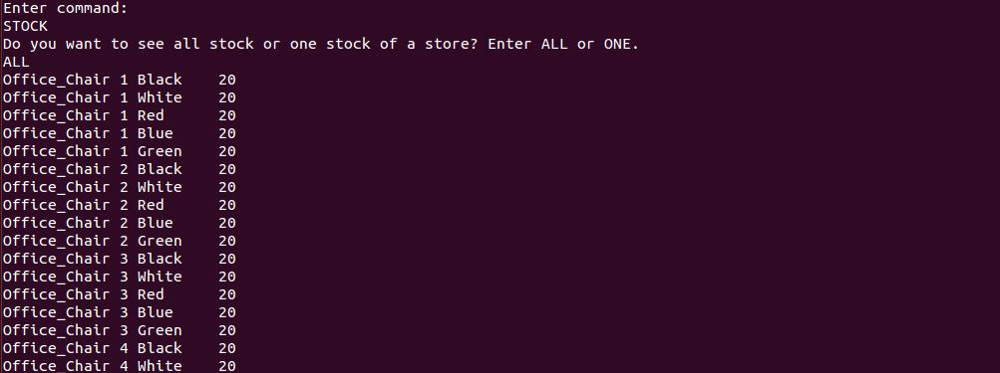 Enter command:
STOCK
Do you want to see all stock or one stock of a store? Enter ALL or ONE.
ALL
Office_Chair 1 Black    20
Office_Chair 1 White    20
Office_Chair 1 Red      20
Office_Chair 1 Blue     20
Office_Chair 1 Green    20
Office_Chair 2 Black    20
Office_Chair 2 White    20
Office_Chair 2 Red      20
Office_Chair 2 Blue     20
Office_Chair 2 Green    20
Office_Chair 3 Black    20
Office_Chair 3 White    20
Office_Chair 3 Red      20
Office_Chair 3 Blue     20
Office_Chair 3 Green    20
Office_Chair 4 Black    20
Office_Chair 4 White    20